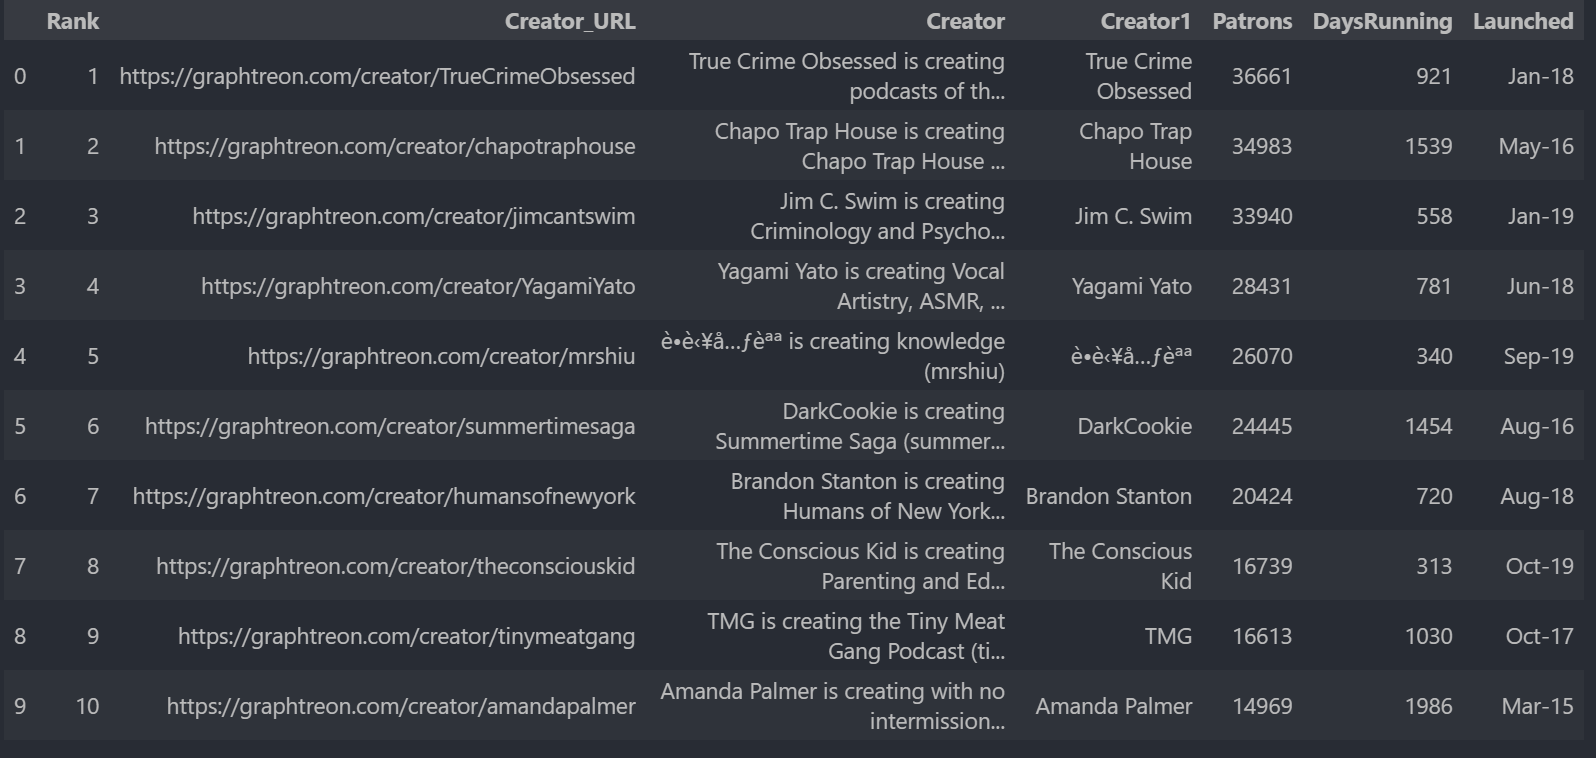 Rank Creator_URL Creator Creator1 Patrons DaysRunning Launched
0 1 https://graphtreon.com/creator/TrueCrimeObsessed True Crime Obsessed is creating podcasts of th... True Crime Obsessed 36661 921 Jan-18
1 2 https://graphtreon.com/creator/chapotraphouse Chapo Trap House is creating Chapo Trap House ... Chapo Trap House 34983 1539 May-16
2 3 https://graphtreon.com/creator/jimcantswim Jim C. Swim is creating Criminology and Psycho... Jim C. Swim 33940 558 Jan-19
3 4 https://graphtreon.com/creator/YagamiYato Yagami Yato is creating Vocal Artistry, ASMR, ... Yagami Yato 28431 781 Jun-18
4 5 https://graphtreon.com/creator/mrshiu è•è‹¥å…ƒèªª is creating knowledge (mrshiu) è•è‹¥å…ƒèªª 26070 340 Sep-19
5 6 https://graphtreon.com/creator/summertimesaga DarkCookie is creating Summertime Saga (summer... DarkCookie 24445 1454 Aug-16
6 7 https://graphtreon.com/creator/humansofnewyork Brandon Stanton is creating Humans of New York... Brandon Stanton 20424 720 Aug-18
7 8 https://graphtreon.com/creator/theconsciouskid The Conscious Kid is creating Parenting and Ed... The Conscious Kid 16739 313 Oct-19
8 9 https://graphtreon.com/creator/tinymeatgang TMG is creating the Tiny Meat Gang Podcast (ti... TMG 16613 1030 Oct-17
9 10 https://graphtreon.com/creator/amandapalmer Amanda Palmer is creating with no intermission... Amanda Palmer 14969 1986 Mar-15